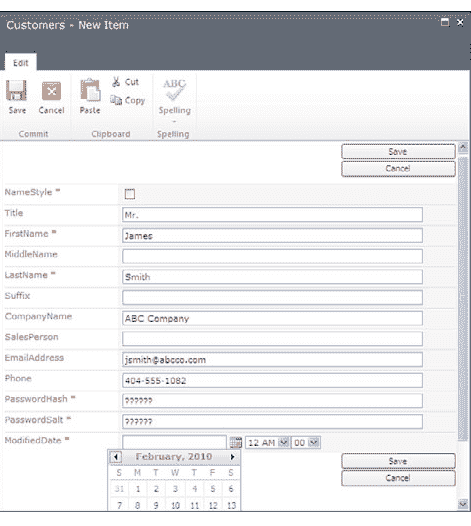 Customers - New Item
Edit
Save
Cancel
Paste
Cut
Copy
ABC
Spelling
Commit
Clipboard
Spelling
Save
Cancel
NameStyle *
Title Mr.
FirstName * James
MiddleName
LastName * Smith
Suffix
CompanyName ABC Company
SalesPerson
EmailAddress jsmith@abcco.com
Phone 404-555-1082
PasswordHash * ??????
PasswordSalt * ??????
ModifiedDate * 12 AM 00
February, 2010
S M T W T F S
31 1 2 3 4 5 6
7 8 9 10 11 12 13
Save
Cancel